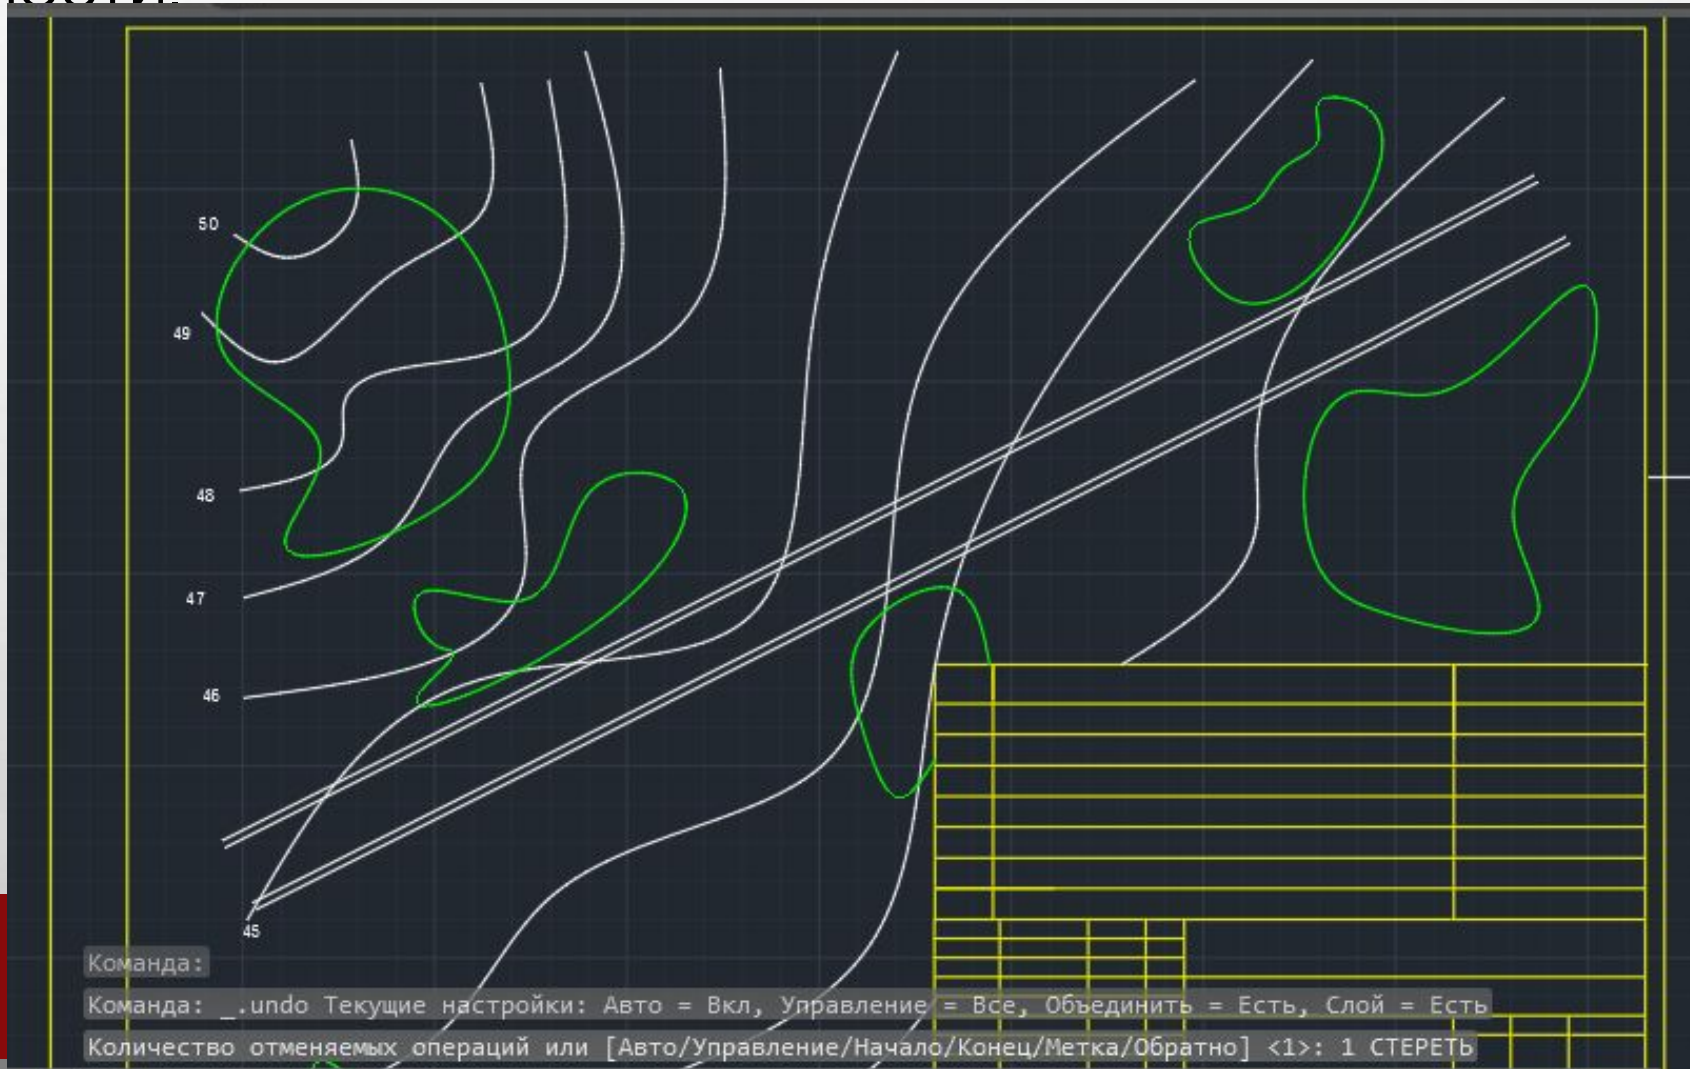 50
49
48
47
46
45
Команда:
Команда: _.undo Текущие настройки: Авто = Вкл, Управление = Все, Объединить = Есть, Слой = Есть
Количество отменяемых операций или [Авто/Управление/Начало/Конец/Метка/Обратно] <1>: 1 СТЕРЕТЬ